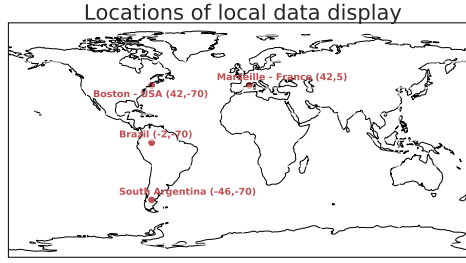 Locations of local data display
Marseille - France (42,5)
Boston - USA (42,-70)
Brazil (-2,-70)
South Argentina (-46,-70)